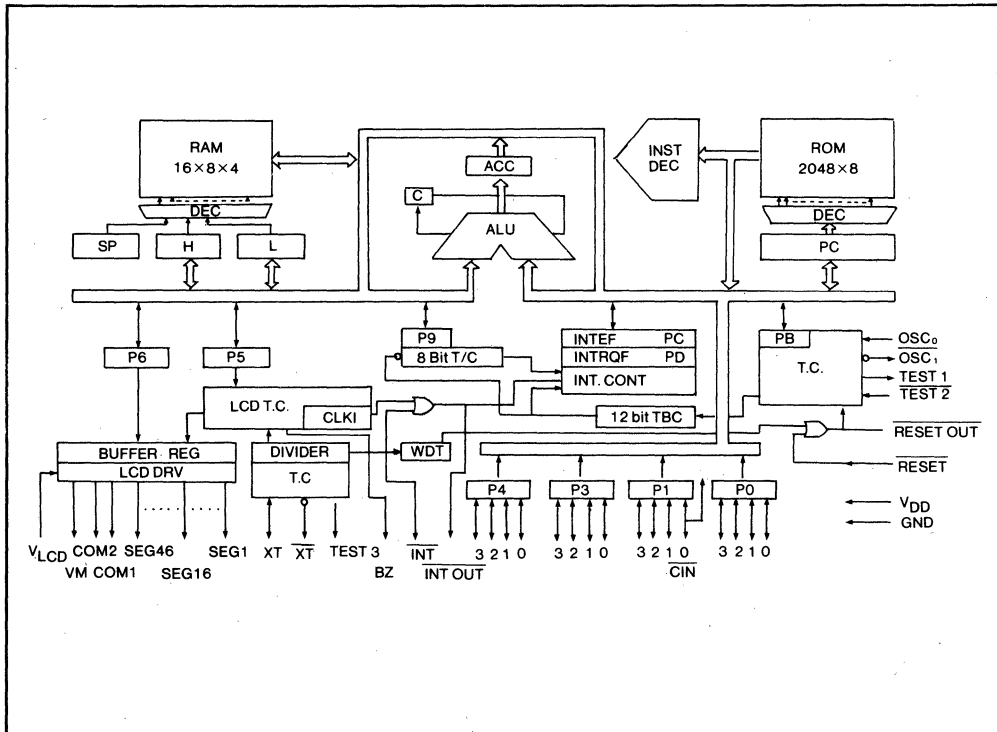 RAM
16×8×4
DEC
SP
H
L
ACC
C
ALU
INST
DEC
ROM
2048×8
DEC
PC
P6
P5
P9
8 Bit T/C
INTEF PC
INTRQF PD
INT. CONT
PB
T.C.
OSC0
OSC1
TEST 1
TEST 2
LCD T.C.
CLKI
12 bit TBC
BUFFER REG
LCD DRV
DIVIDER
T.C
WDT
RESET OUT
RESET
P4
P3
P1
P0
VDD
GND
3 2 1 0
3 2 1 0
3 2 1 0
3 2 1 0
VLCD
COM2
SEG46
SEG1
XT
XT
TEST 3
INT
VM
COM1
SEG16
BZ
INT OUT
CIN